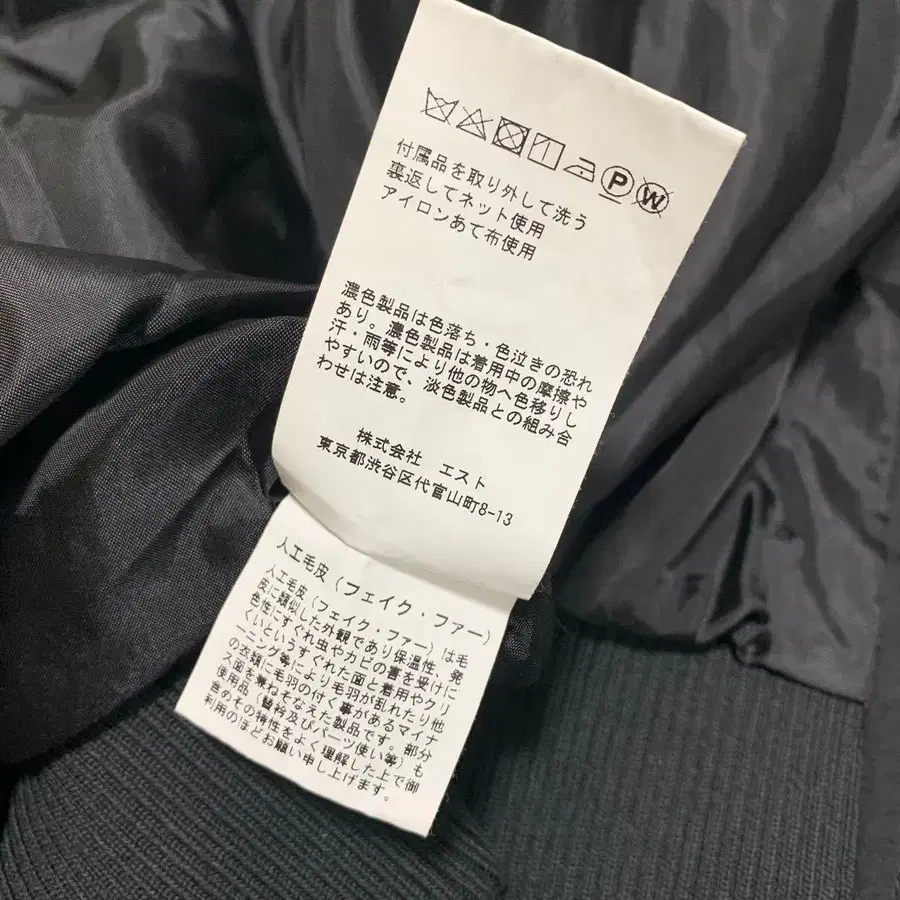 P W
付属品を取り外して洗う
裏返してネット使用
アイロンあて布使用
濃色製品は色落ち・色泣きの恐れ
あり。濃色製品は着用中の摩擦や
汗・雨等により他の物へ色移りし
やすいので、淡色製品との組み合
わせは注意。
株式会社 エスト
東京都渋谷区代官山町8-13
人工毛皮（フェイク・ファー）
人工毛皮（フェイク・ファー）は毛
皮に類似した外観であり保温性、発
色性にすぐれ虫やカビの害を受けに
くいというすぐれた面と着用やクリ
ーニング等により毛羽が乱れたり他
の衣類に毛羽の付く事があるマイナ
ス面を兼ねそなえた製品です。部分
使用品（替衿及びパーツ使い等）も
含めその特性をよく理解した上で御
利用のほどお願い申し上げます。